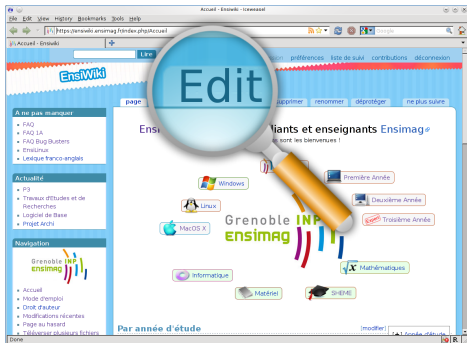 Accueil - Ensiwiki - Iceweasel
File Edit View History Bookmarks Tools Help
https://ensiwiki.ensimag.fr/index.php/Accueil
Google
Accueil - Ensiwiki
Lire
préférences liste de suivi contributions déconnexion
EnsiWiki
Edit
page
supprimer renommer déprotéger ne plus suivre
A ne pas manquer
FAQ
FAQ 1A
FAQ Bug Busters
EnsiLinux
Lexique franco-anglais
Actualité
P3
Travaux d'Etudes et de
Recherches
Logiciel de Base
Projet Archi
Navigation
Grenoble INP
ensimag
Accueil
Mode d'emploi
Droit d'auteur
Modifications récentes
Page au hasard
Téléverser plusieurs fichiers
diants et enseignants Ensimag
sont les bienvenues !
Première Année
Windows
Deuxième Année
Linux
Troisième Année
MacOS X
Grenoble INP
ENSIMAG
Mathématiques
Informatique
Matériel
SHEME
Par année d'étude
[modifier]
[+] Année d'étude
Done